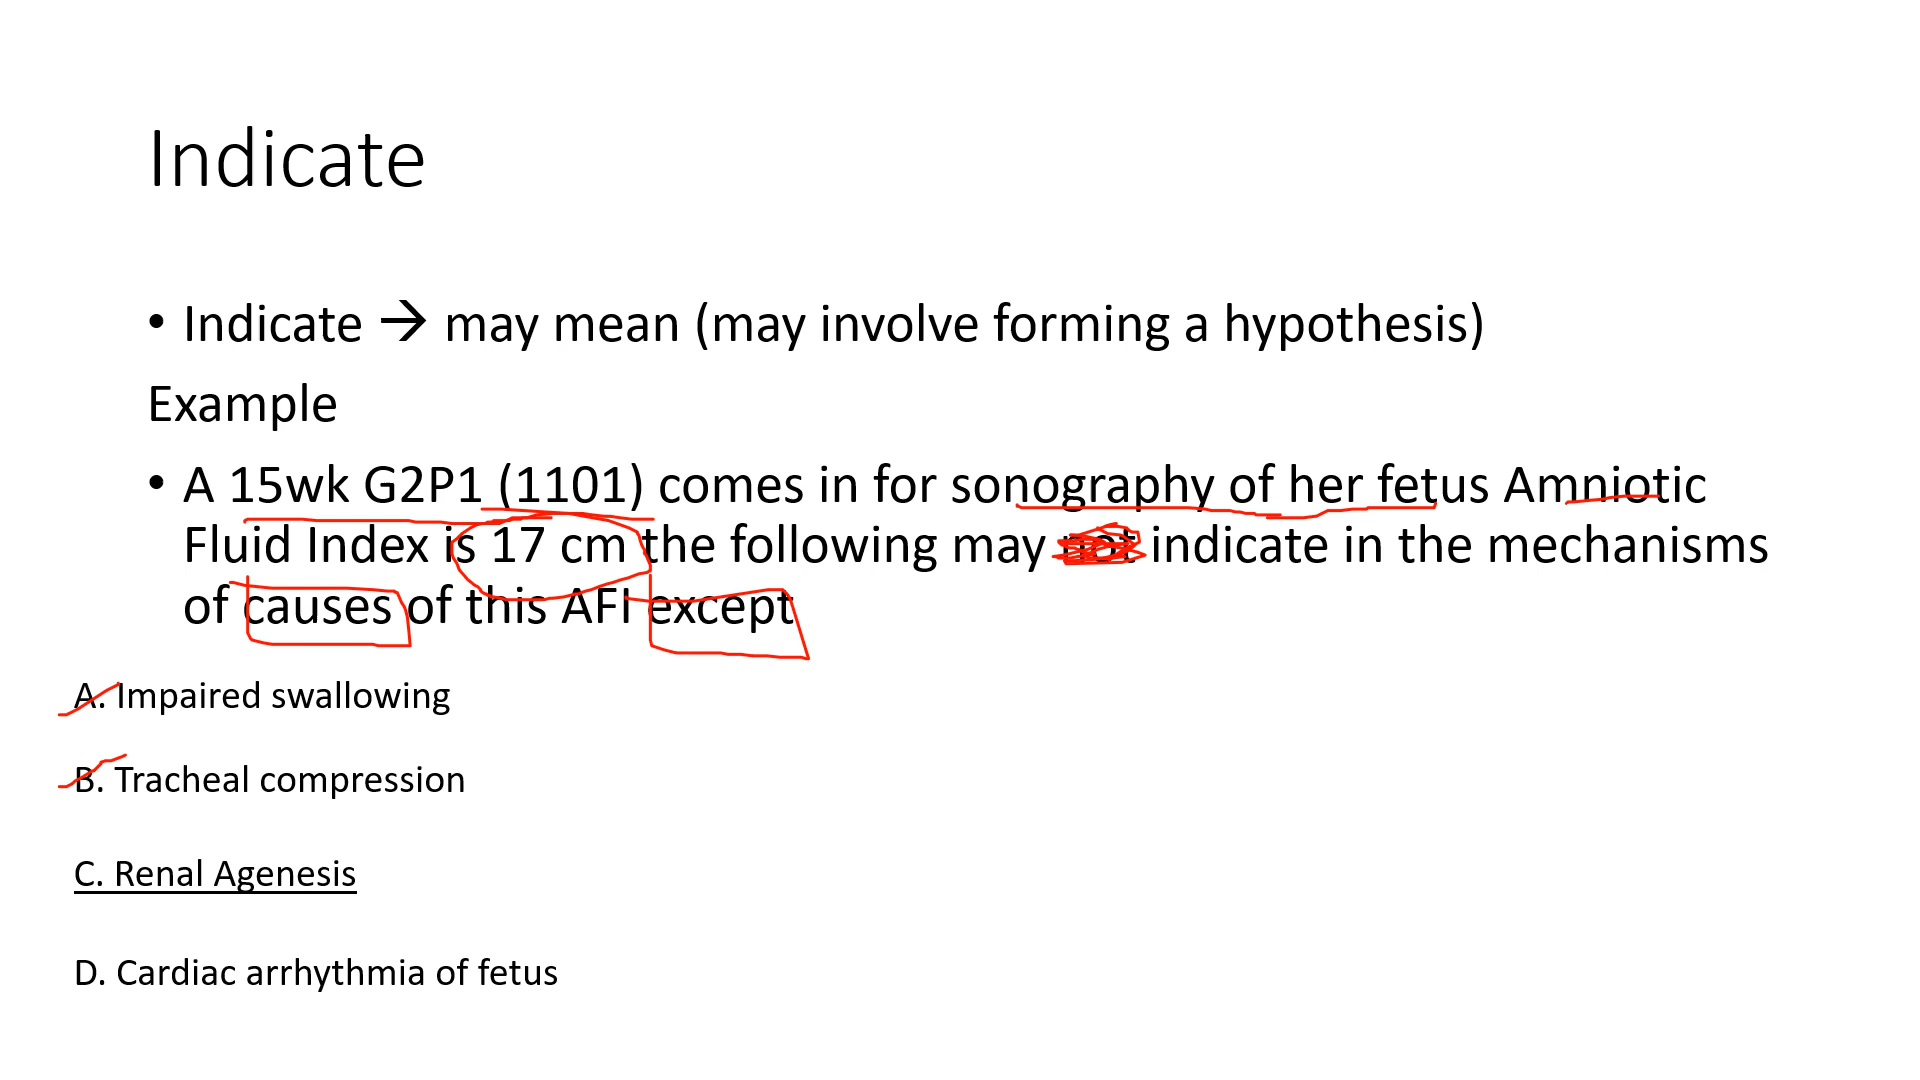 Indicate
• Indicate → may mean (may involve forming a hypothesis)
Example
• A 15wk G2P1 (1101) comes in for sonography of her fetus Amniotic
Fluid Index is 17 cm the following may not indicate in the mechanisms
of causes of this AFI except
A. Impaired swallowing
B. Tracheal compression
C. Renal Agenesis
D. Cardiac arrhythmia of fetus